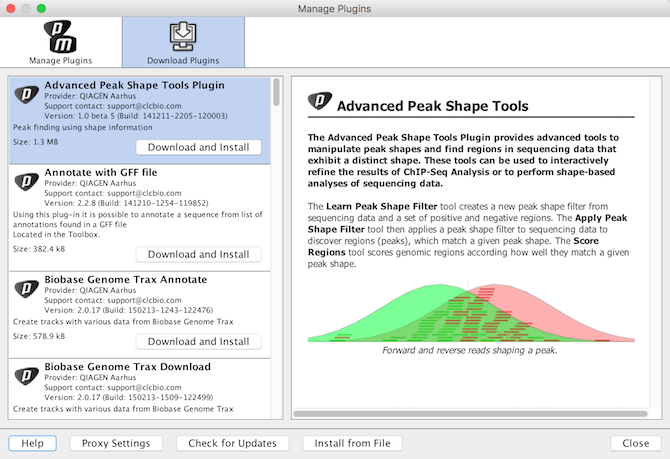 Manage Plugins
Manage Plugins
Download Plugins
Advanced Peak Shape Tools Plugin
Provider: QIAGEN Aarhus
Support contact: support@clcbio.com
Version: 1.0 beta 5 (Build: 141211-2205-120003)
Peak finding using shape information
Size: 1.3 MB
Download and Install
Annotate with GFF file
Provider: QIAGEN Aarhus
Support contact: support@clcbio.com
Version: 2.2.8 (Build: 141210-1254-119852)
Using this plug-in it is possible to annotate a sequence from list of
annotations found in a GFF file
Located in the Toolbox.
Size: 382.4 kB
Download and Install
Biobase Genome Trax Annotate
Provider: QIAGEN Aarhus
Support contact: support@clcbio.com
Version: 2.0.17 (Build: 150213-1243-122476)
Create tracks with various data from Biobase Genome Trax
Size: 578.9 kB
Download and Install
Biobase Genome Trax Download
Provider: QIAGEN Aarhus
Support contact: support@clcbio.com
Version: 2.0.17 (Build: 150213-1509-122499)
Create tracks with various data from Biobase Genome Trax
Advanced Peak Shape Tools
The Advanced Peak Shape Tools Plugin provides advanced tools to
manipulate peak shapes and find regions in sequencing data that
exhibit a distinct shape. These tools can be used to interactively
refine the results of ChIP-Seq Analysis or to perform shape-based
analyses of sequencing data.
The Learn Peak Shape Filter tool creates a new peak shape filter from
sequencing data and a set of positive and negative regions. The Apply Peak
Shape Filter tool then applies a peak shape filter to sequencing data to
discover regions (peaks), which match a given peak shape. The Score
Regions tool scores genomic regions according how well they match a given
peak shape.
Forward and reverse reads shaping a peak.
Help
Proxy Settings
Check for Updates
Install from File
Close